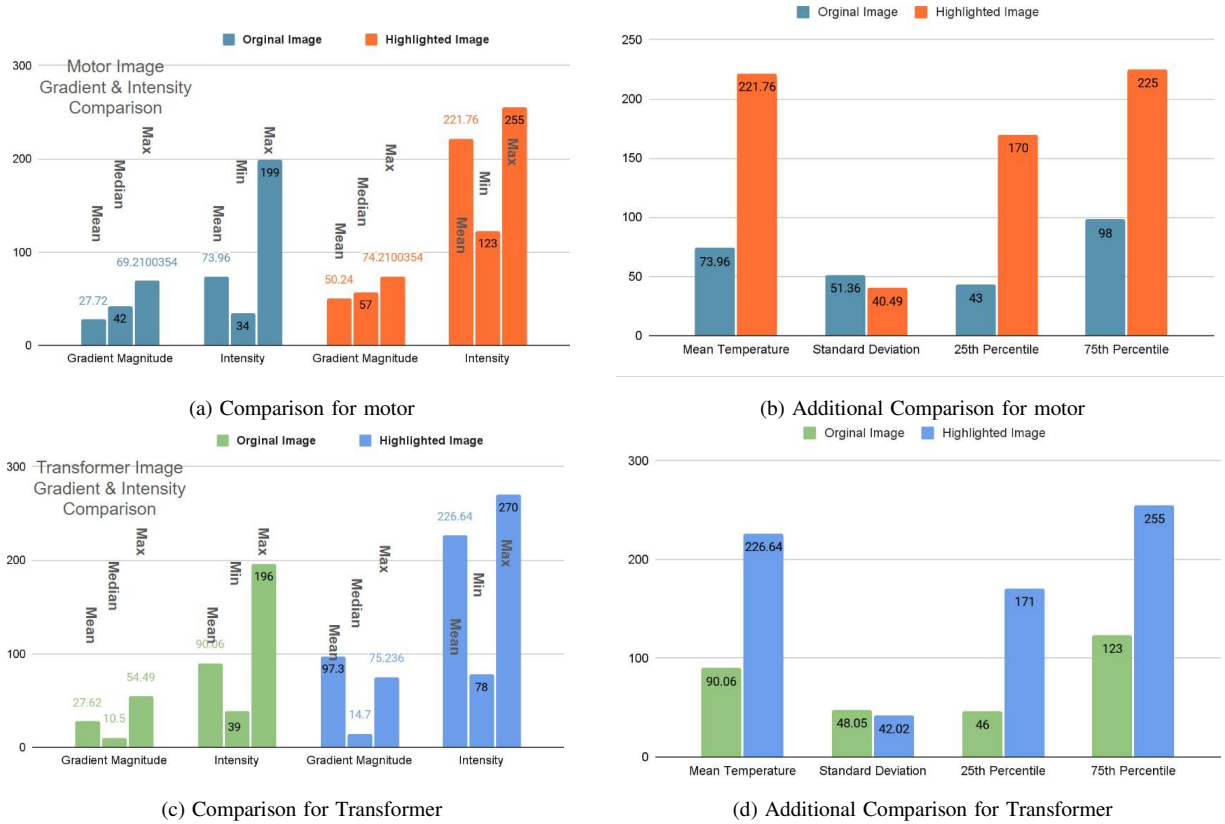 Orginal Image Highlighted Image
Motor Image
Gradient & Intensity
Comparison
300
200
100
0
Mean
Median
Max
Mean
Min
Max
Mean
Median
Max
Mean
Min
Max
27.72
42
69.2100354
73.96
34
199
50.24
57
74.2100354
221.76
123
255
Gradient Magnitude Intensity Gradient Magnitude Intensity
(a) Comparison for motor
Orginal Image Highlighted Image
250
200
150
100
50
0
73.96
221.76
51.36
40.49
43
170
98
225
Mean Temperature Standard Deviation 25th Percentile 75th Percentile
(b) Additional Comparison for motor
Orginal Image Highlighted Image
Transformer Image
Gradient & Intensity
Comparison
300
200
100
0
Mean
Median
Max
Mean
Min
Max
Mean
Median
Max
Mean
Min
Max
27.62
10.5
54.49
90.06
39
196
97.3
14.7
75.236
226.64
78
270
Gradient Magnitude Intensity Gradient Magnitude Intensity
(c) Comparison for Transformer
Orginal Image Highlighted Image
300
200
100
0
90.06
226.64
48.05
42.02
46
171
123
255
Mean Temperature Standard Deviation 25th Percentile 75th Percentile
(d) Additional Comparison for Transformer